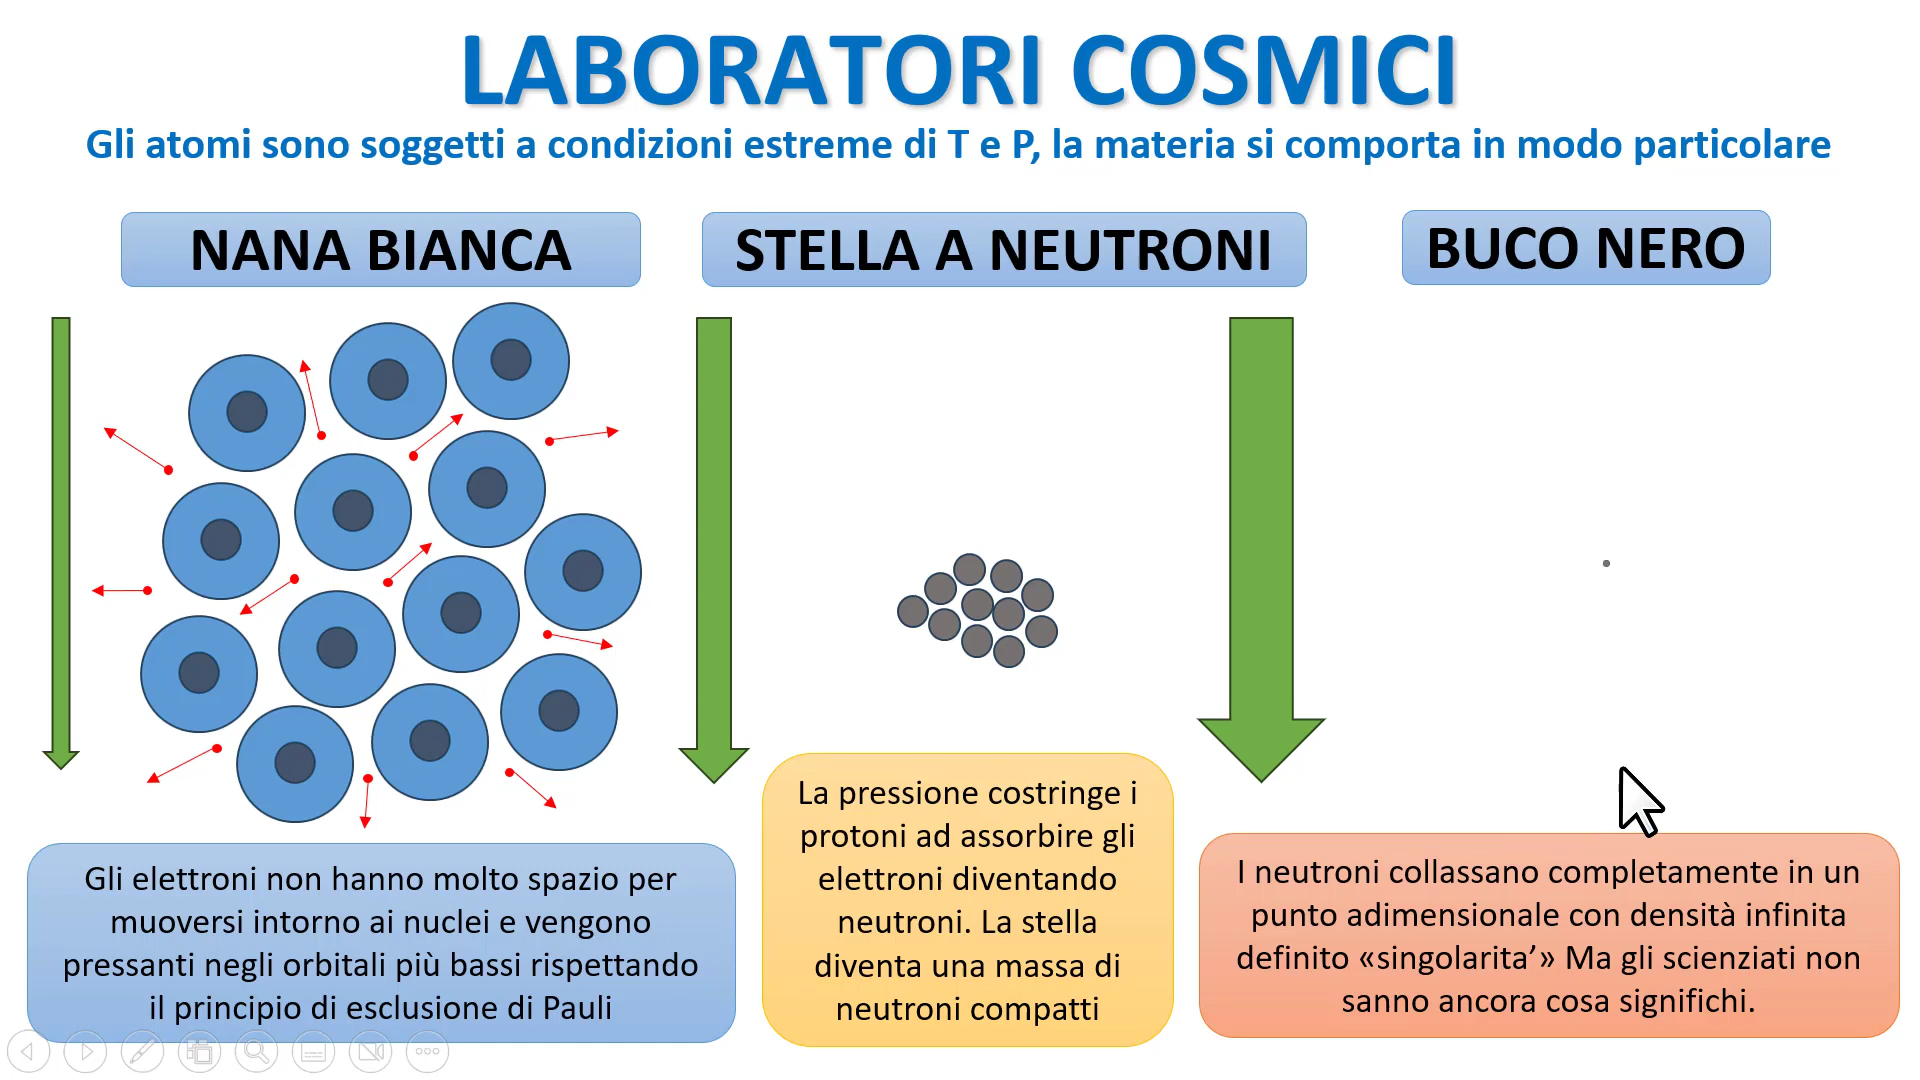 LABORATORI COSMICI
Gli atomi sono soggetti a condizioni estreme di T e P, la materia si comporta in modo particolare
NANA BIANCA
STELLA A NEUTRONI
BUCO NERO
Gli elettroni non hanno molto spazio per
muoversi intorno ai nuclei e vengono
pressanti negli orbitali più bassi rispettando
il principio di esclusione di Pauli
La pressione costringe i
protoni ad assorbire gli
elettroni diventando
neutroni. La stella
diventa una massa di
neutroni compatti
I neutroni collassano completamente in un
punto adimensionale con densità infinita
definito «singolarita’» Ma gli scienziati non
sanno ancora cosa significhi.